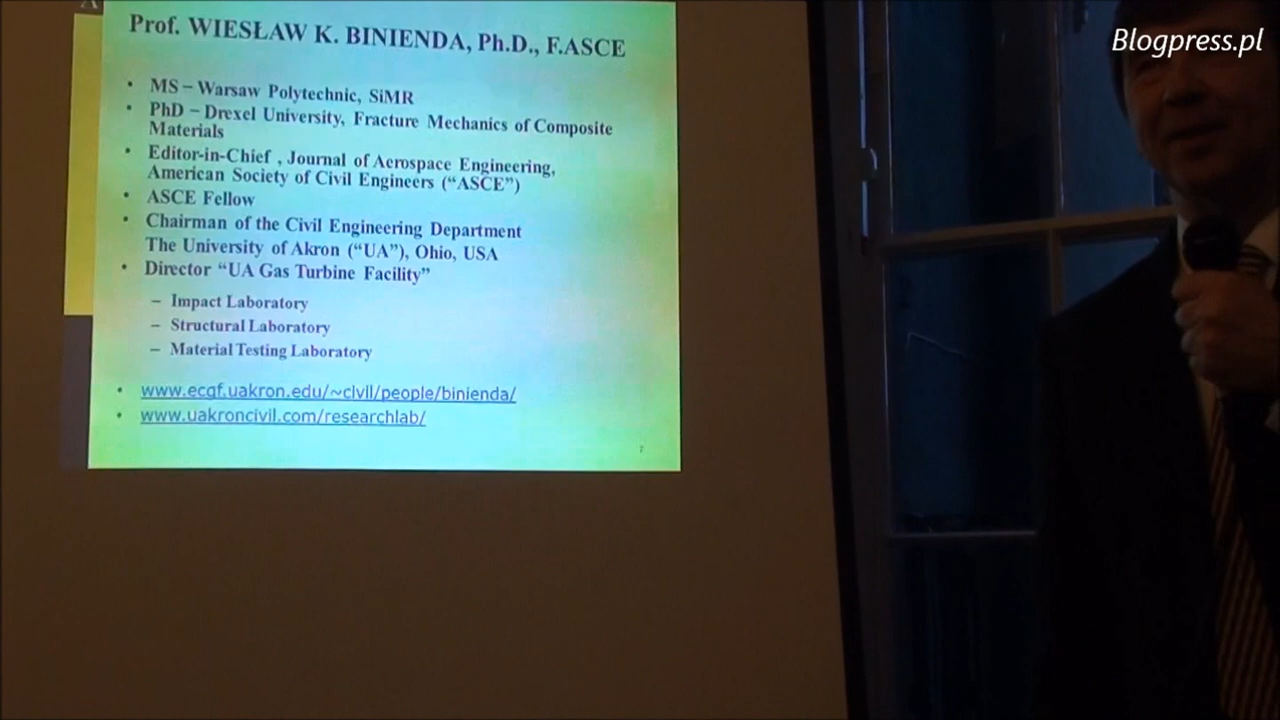 Blogpress.pl
A
Prof. WIESŁAW K. BINIENDA, Ph.D., F.ASCE
• MS – Warsaw Polytechnic, SiMR
• PhD – Drexel University, Fracture Mechanics of Composite
Materials
• Editor-in-Chief , Journal of Aerospace Engineering,
American Society of Civil Engineers (“ASCE”)
• ASCE Fellow
• Chairman of the Civil Engineering Department
The University of Akron (“UA”), Ohio, USA
• Director “UA Gas Turbine Facility”
– Impact Laboratory
– Structural Laboratory
– Material Testing Laboratory
• www.ecgf.uakron.edu/~civil/people/binienda/
• www.uakroncivil.com/researchlab/
7